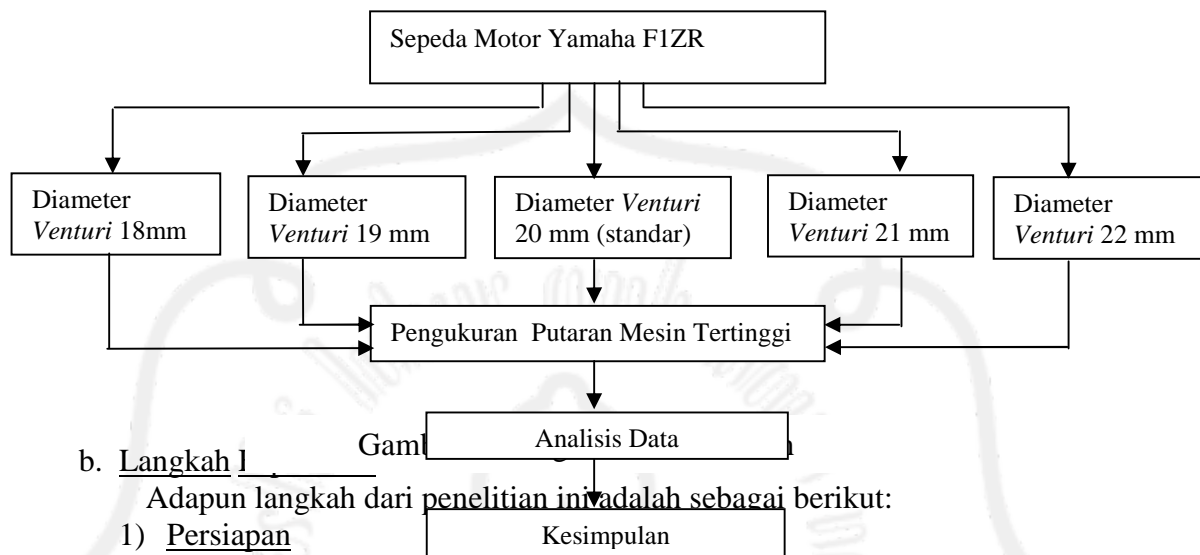 Sepeda Motor Yamaha F1ZR
Diameter
Venturi 18mm
Diameter
Venturi 19 mm
Diameter Venturi
20 mm (standar)
Diameter
Venturi 21 mm
Diameter
Venturi 22 mm
Pengukuran Putaran Mesin Tertinggi
Analisis Data
b. Langkah
Adapun langkah dari penelitian ini adalah sebagai berikut:
1) Persiapan
Kesimpulan